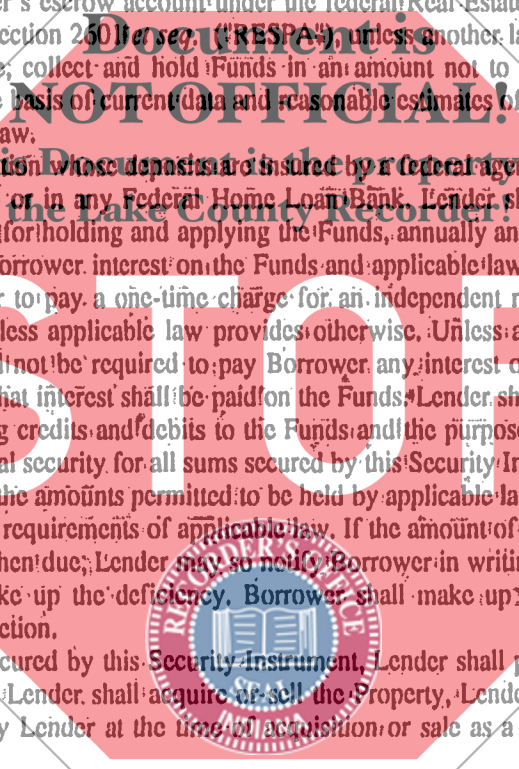 r's escrow account under the federal Real Estate
ection 2601 et seq. ("RESPA"), unless another la
Document is
e, collect and hold Funds in an amount not to
basis of current data and reasonable estimates of
NOT OFFICIAL!
aw.
tion whose deposits are insured by a federal agen
is Document is the property
or in any Federal Home Loan Bank. Lender sh
the Lake County Recorder!
for holding and applying the Funds, annually an
orrower interest on the Funds and applicable law
r to pay a one-time charge for an independent r
less applicable law provides otherwise. Unless a
l not be required to pay Borrower any interest o
hat interest shall be paid on the Funds. Lender sh
g credits and debits to the Funds and the purpose
al security for all sums secured by this Security In
he amounts permitted to be held by applicable la
requirements of applicable law. If the amount of
hen due, Lender may so notify Borrower in writin
ke up the deficiency. Borrower shall make up
ction.
cured by this Security Instrument, Lender shall p
Lender shall acquire or sell the Property, Lende
y Lender at the time of acquisition or sale as a
STOP
RECORDER'S OFFICE
SEAL
INDIANA